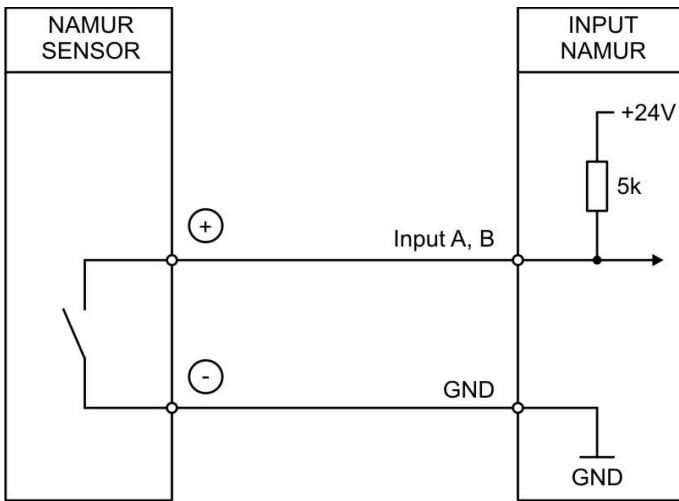 NAMUR
SENSOR
INPUT
NAMUR
+24V
5k
+
Input A, B
-
GND
GND